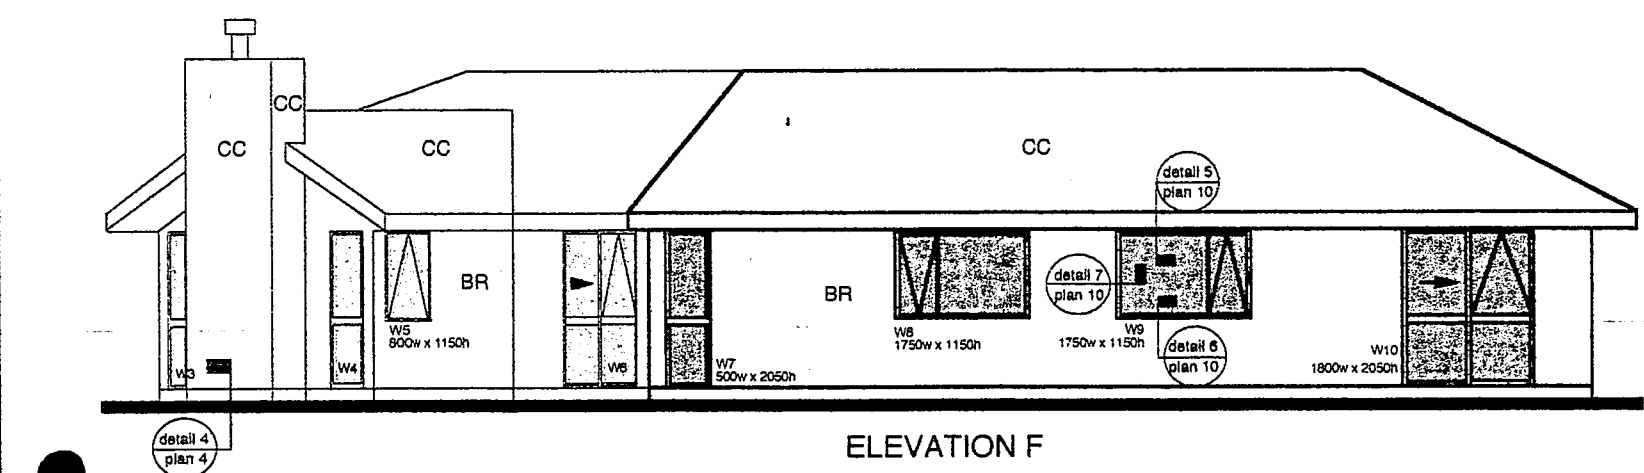 CC
CC
CC
CC
detail 5
plan 10
detail 7
plan 10
BR
BR
W5
800w x 1150h
W8
1750w x 1150h
W9
1750w x 1150h
detail 6
plan 10
W3
W4
W6
W7
500w x 2050h
W10
1800w x 2050h
detail 4
plan 4
ELEVATION F